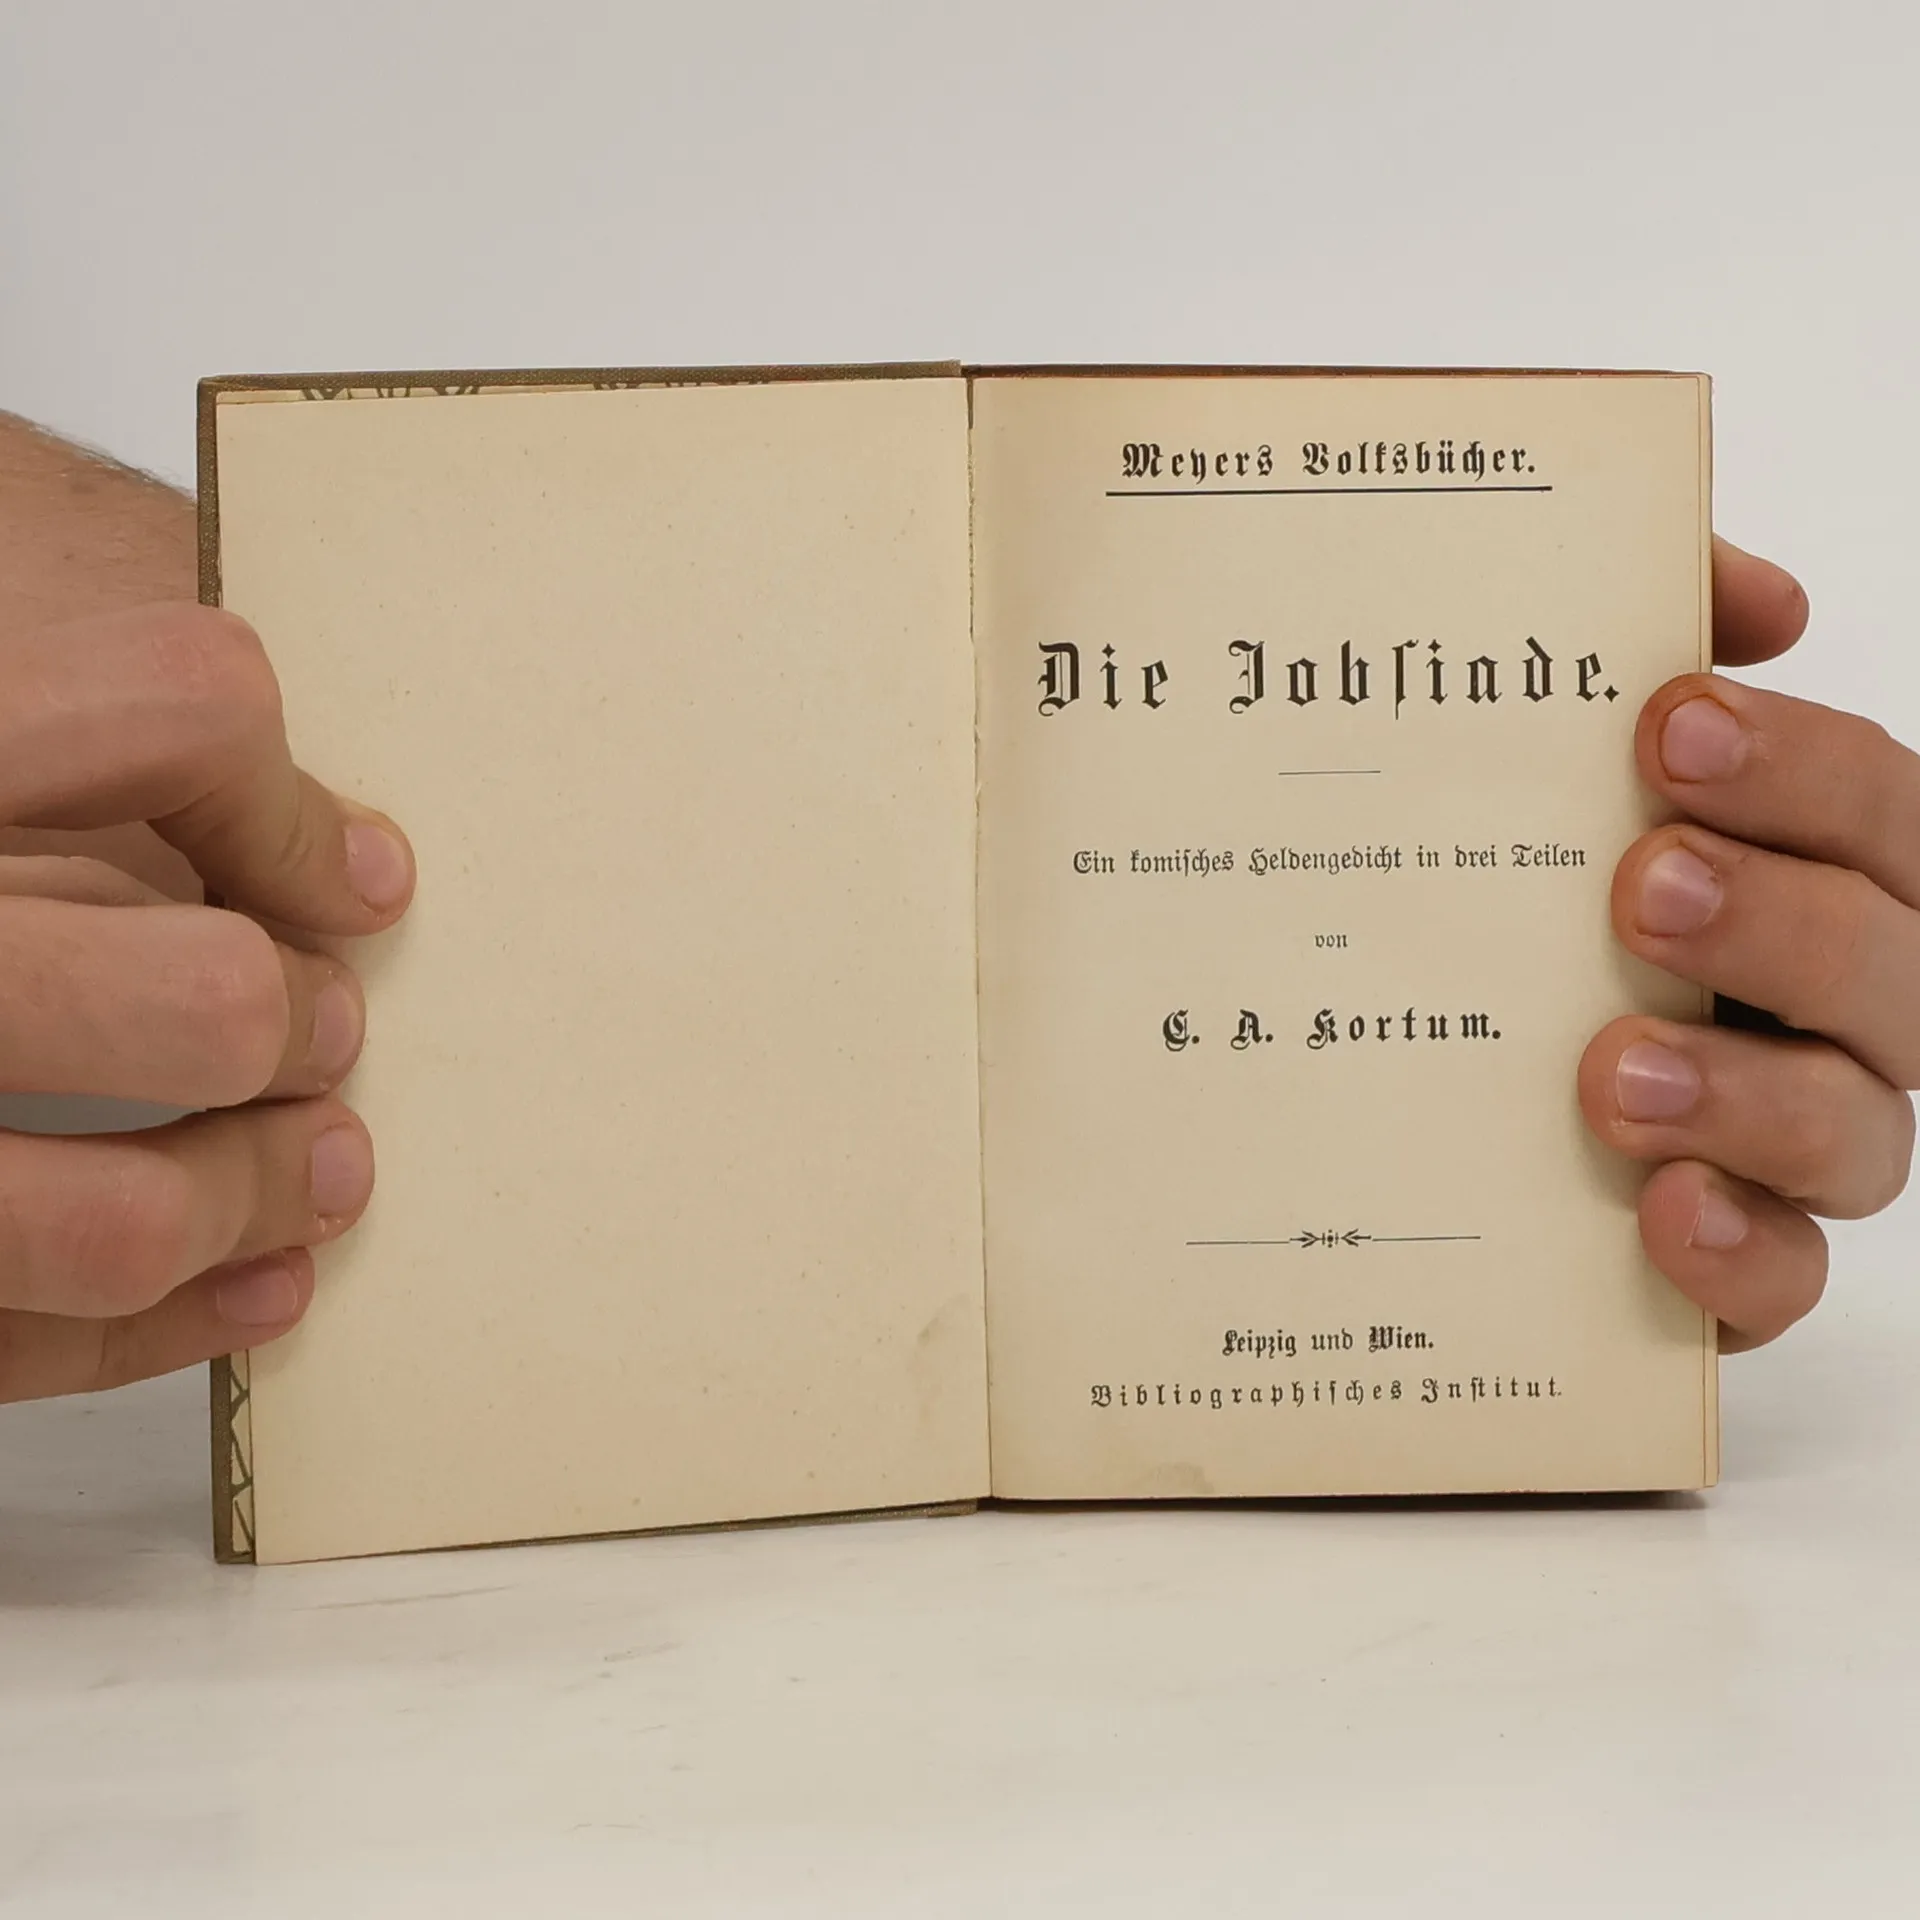 Meyers Volksbücher.
Die Jobſiade.
Ein komiſches Heldengedicht in drei Teilen
von
C. A. Kortum.
Leipzig und Wien.
Bibliographiſches Inſtitut.